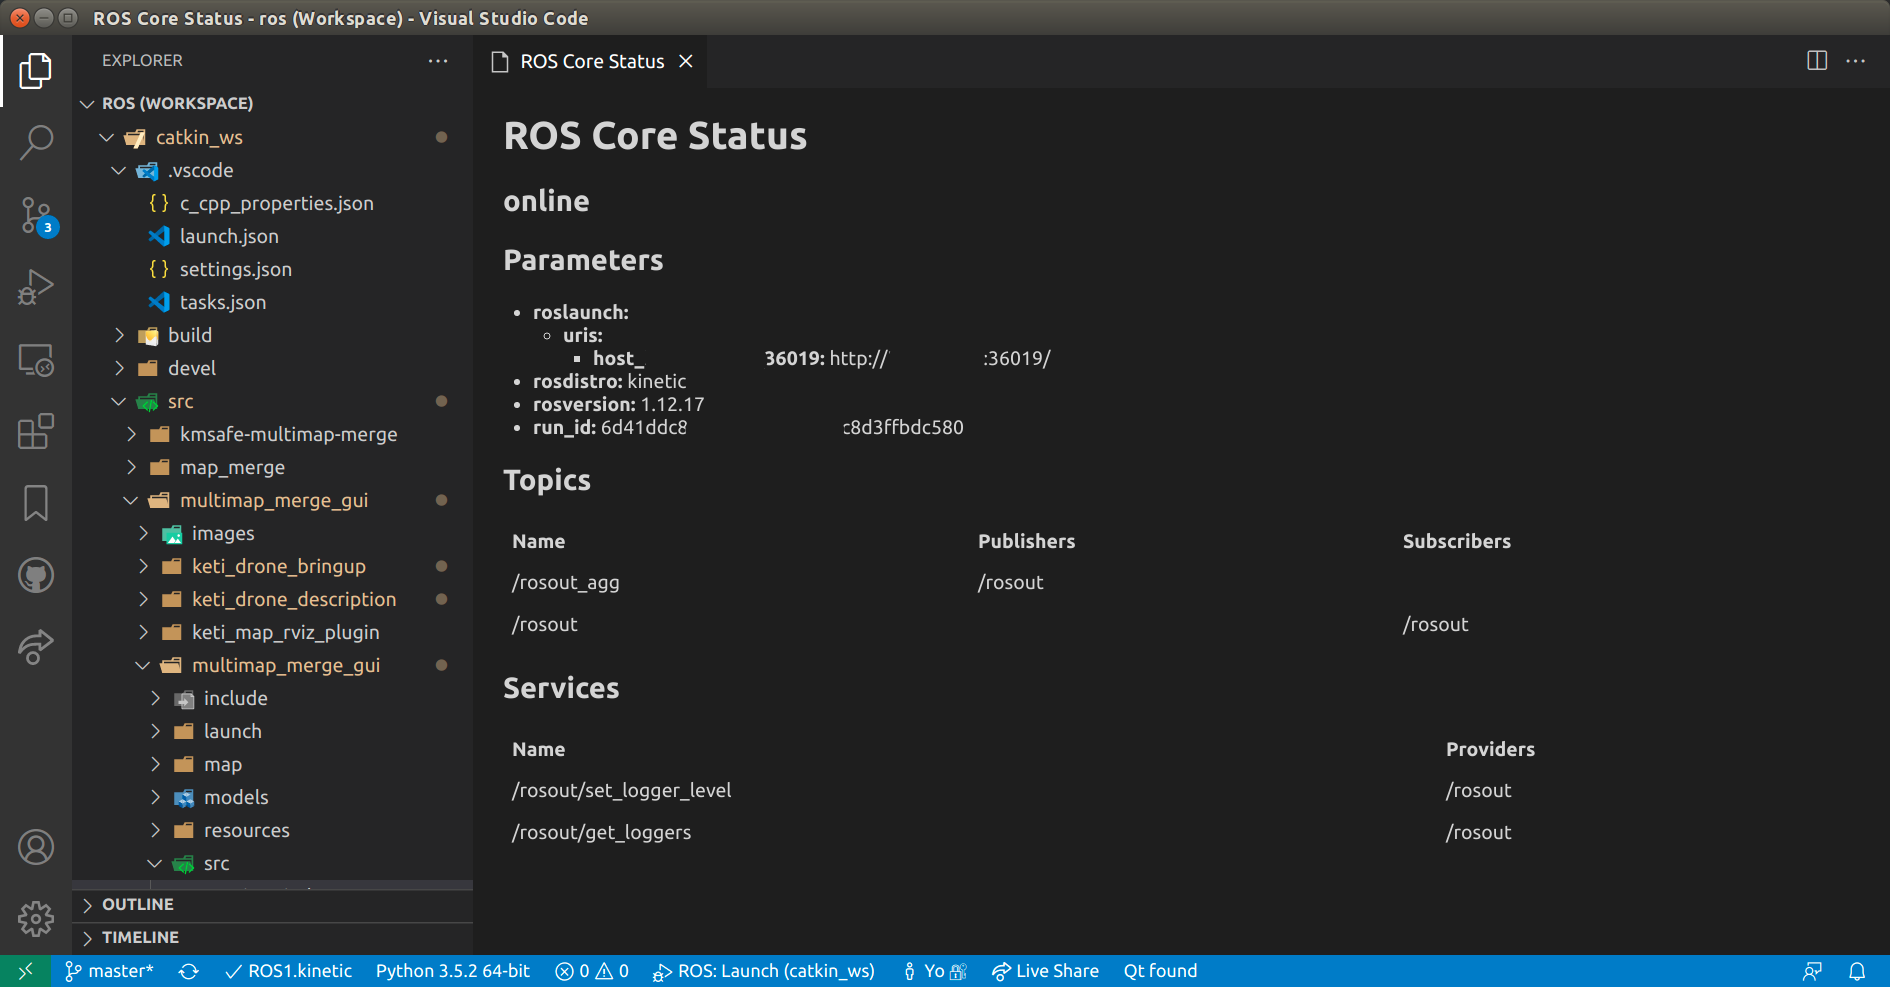 ROS Core Status - ros (Workspace) - Visual Studio Code
EXPLORER
ROS (WORKSPACE)
catkin_ws
.vscode
{ } c_cpp_properties.json
launch.json
{ } settings.json
tasks.json
build
devel
src
kmsafe-multimap-merge
map_merge
multimap_merge_gui
images
keti_drone_bringup
keti_drone_description
keti_map_rviz_plugin
multimap_merge_gui
include
launch
map
models
resources
src
OUTLINE
TIMELINE
3
ROS Core Status
ROS Core Status
online
Parameters
• roslaunch:
◦ uris:
▪ host_ 36019: http:// :36019/
• rosdistro: kinetic
• rosversion: 1.12.17
• run_id: 6d41ddc8 c8d3ffbdc580
Topics
Name Publishers Subscribers
/rosout_agg /rosout
/rosout /rosout
Services
Name Providers
/rosout/set_logger_level /rosout
/rosout/get_loggers /rosout
master* ROS1.kinetic Python 3.5.2 64-bit 0 0 ROS: Launch (catkin_ws) Yo Live Share Qt found